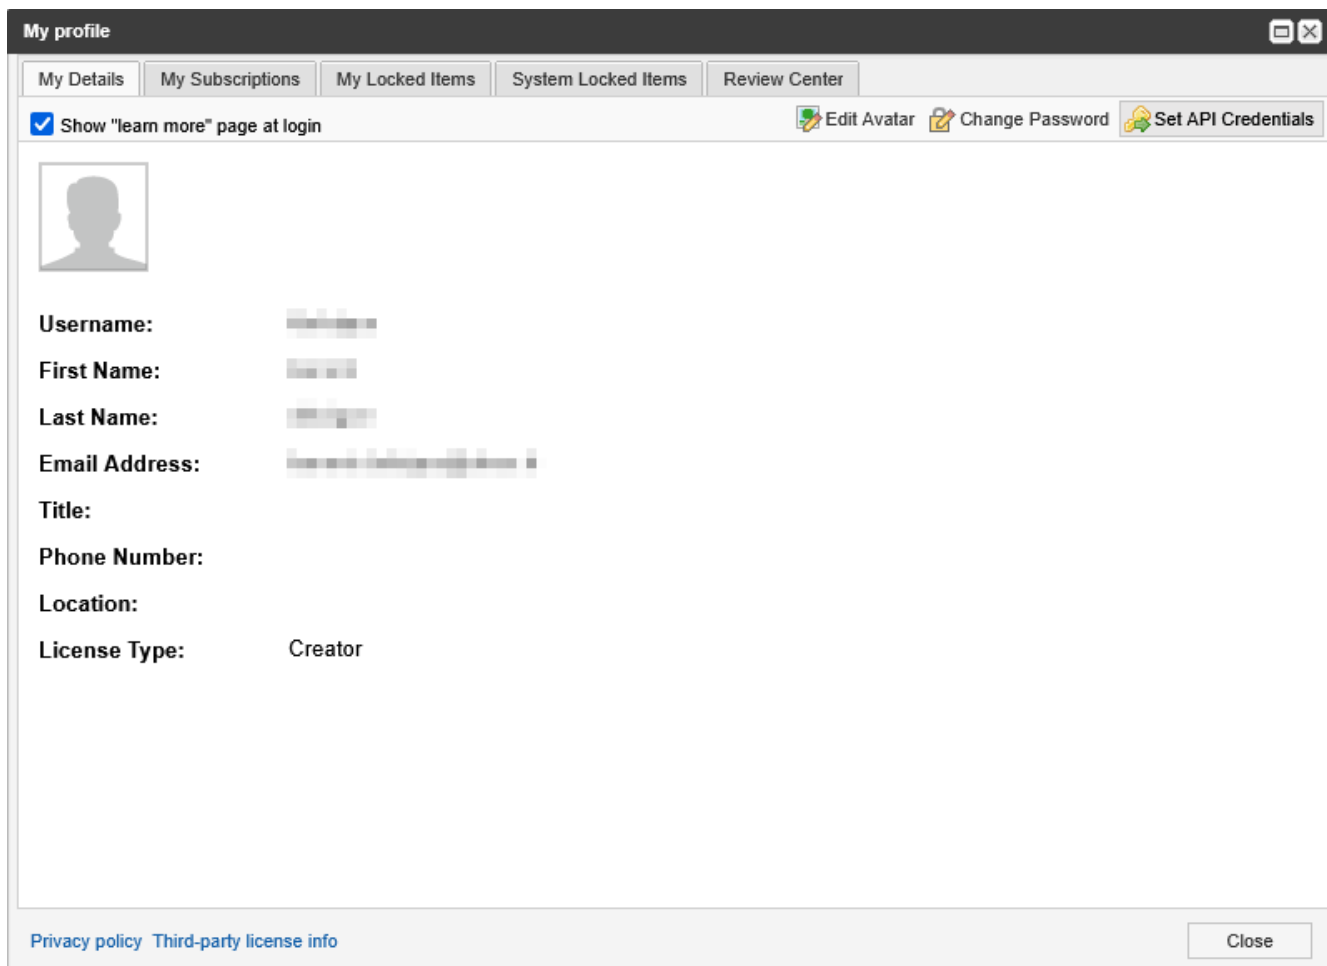 My profile
My Details My Subscriptions My Locked Items System Locked Items Review Center
Show "learn more" page at login Edit Avatar Change Password Set API Credentials
Username:
First Name:
Last Name:
Email Address:
Title:
Phone Number:
Location:
License Type: Creator
Privacy policy Third-party license info Close